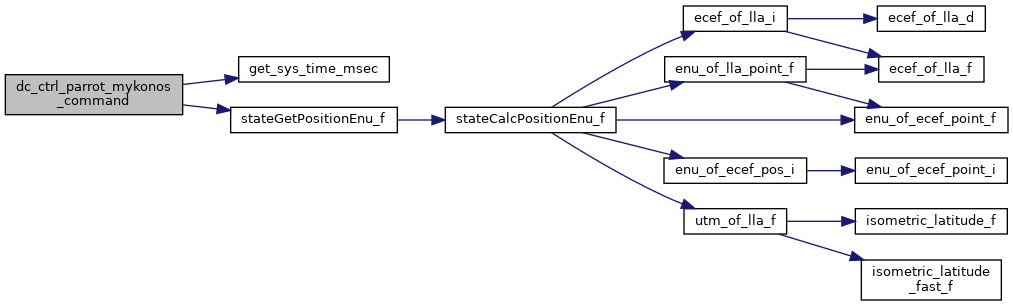 dc_ctrl_parrot_mykonos
_command
get_sys_time_msec
stateGetPositionEnu_f
stateCalcPositionEnu_f
ecef_of_lla_i
enu_of_lla_point_f
enu_of_ecef_pos_i
utm_of_lla_f
ecef_of_lla_d
ecef_of_lla_f
enu_of_ecef_point_f
enu_of_ecef_point_i
isometric_latitude_f
isometric_latitude
_fast_f